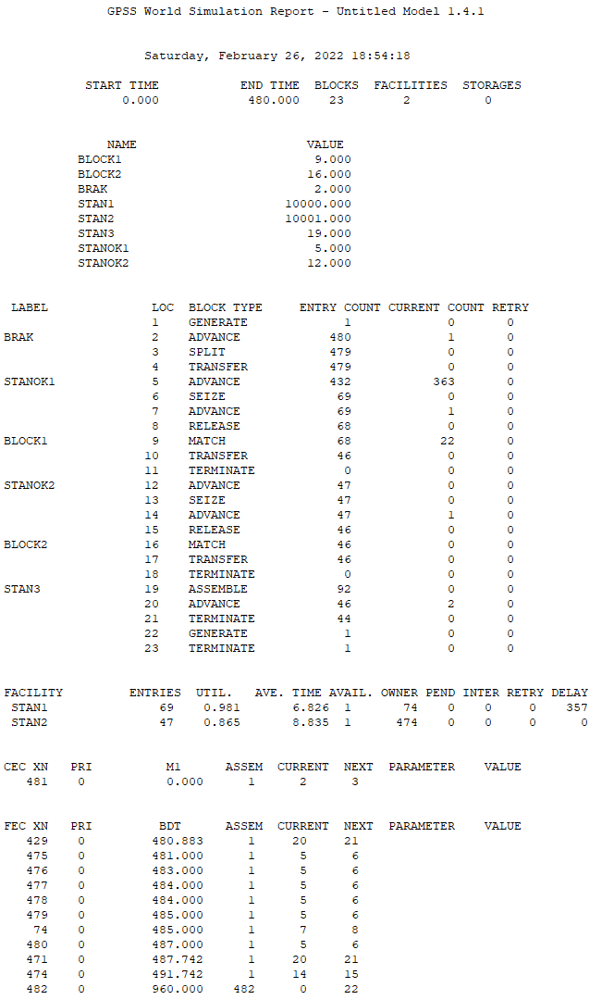 GPSS World Simulation Report - Untitled Model 1.4.1
Saturday, February 26, 2022 18:54:18
START TIME END TIME BLOCKS FACILITIES STORAGES
0.000 480.000 23 2 0
NAME VALUE
BLOCK1 9.000
BLOCK2 16.000
BRAK 2.000
STAN1 10000.000
STAN2 10001.000
STAN3 19.000
STANOK1 5.000
STANOK2 12.000
LABEL LOC BLOCK TYPE ENTRY COUNT CURRENT COUNT RETRY
1 GENERATE 1 0 0
BRAK 2 ADVANCE 480 1 0
3 SPLIT 479 0 0
4 TRANSFER 479 0 0
STANOK1 5 ADVANCE 432 363 0
6 SEIZE 69 0 0
7 ADVANCE 69 1 0
8 RELEASE 68 0 0
BLOCK1 9 MATCH 68 22 0
10 TRANSFER 46 0 0
11 TERMINATE 0 0 0
STANOK2 12 ADVANCE 47 0 0
13 SEIZE 47 0 0
14 ADVANCE 47 1 0
15 RELEASE 46 0 0
BLOCK2 16 MATCH 46 0 0
17 TRANSFER 46 0 0
18 TERMINATE 0 0 0
STAN3 19 ASSEMBLE 92 0 0
20 ADVANCE 46 2 0
21 TERMINATE 44 0 0
22 GENERATE 1 0 0
23 TERMINATE 1 0 0
FACILITY ENTRIES UTIL. AVE. TIME AVAIL. OWNER PEND INTER RETRY DELAY
STAN1 69 0.981 6.826 1 74 0 0 0 357
STAN2 47 0.865 8.835 1 474 0 0 0 0
CEC XN PRI M1 ASSEM CURRENT NEXT PARAMETER VALUE
481 0 0.000 1 2 3
FEC XN PRI BDT ASSEM CURRENT NEXT PARAMETER VALUE
429 0 480.883 1 20 21
475 0 481.000 1 5 6
476 0 483.000 1 5 6
477 0 484.000 1 5 6
478 0 484.000 1 5 6
479 0 485.000 1 5 6
74 0 485.000 1 7 8
480 0 487.000 1 5 6
471 0 487.742 1 20 21
474 0 491.742 1 14 15
482 0 960.000 482 0 22